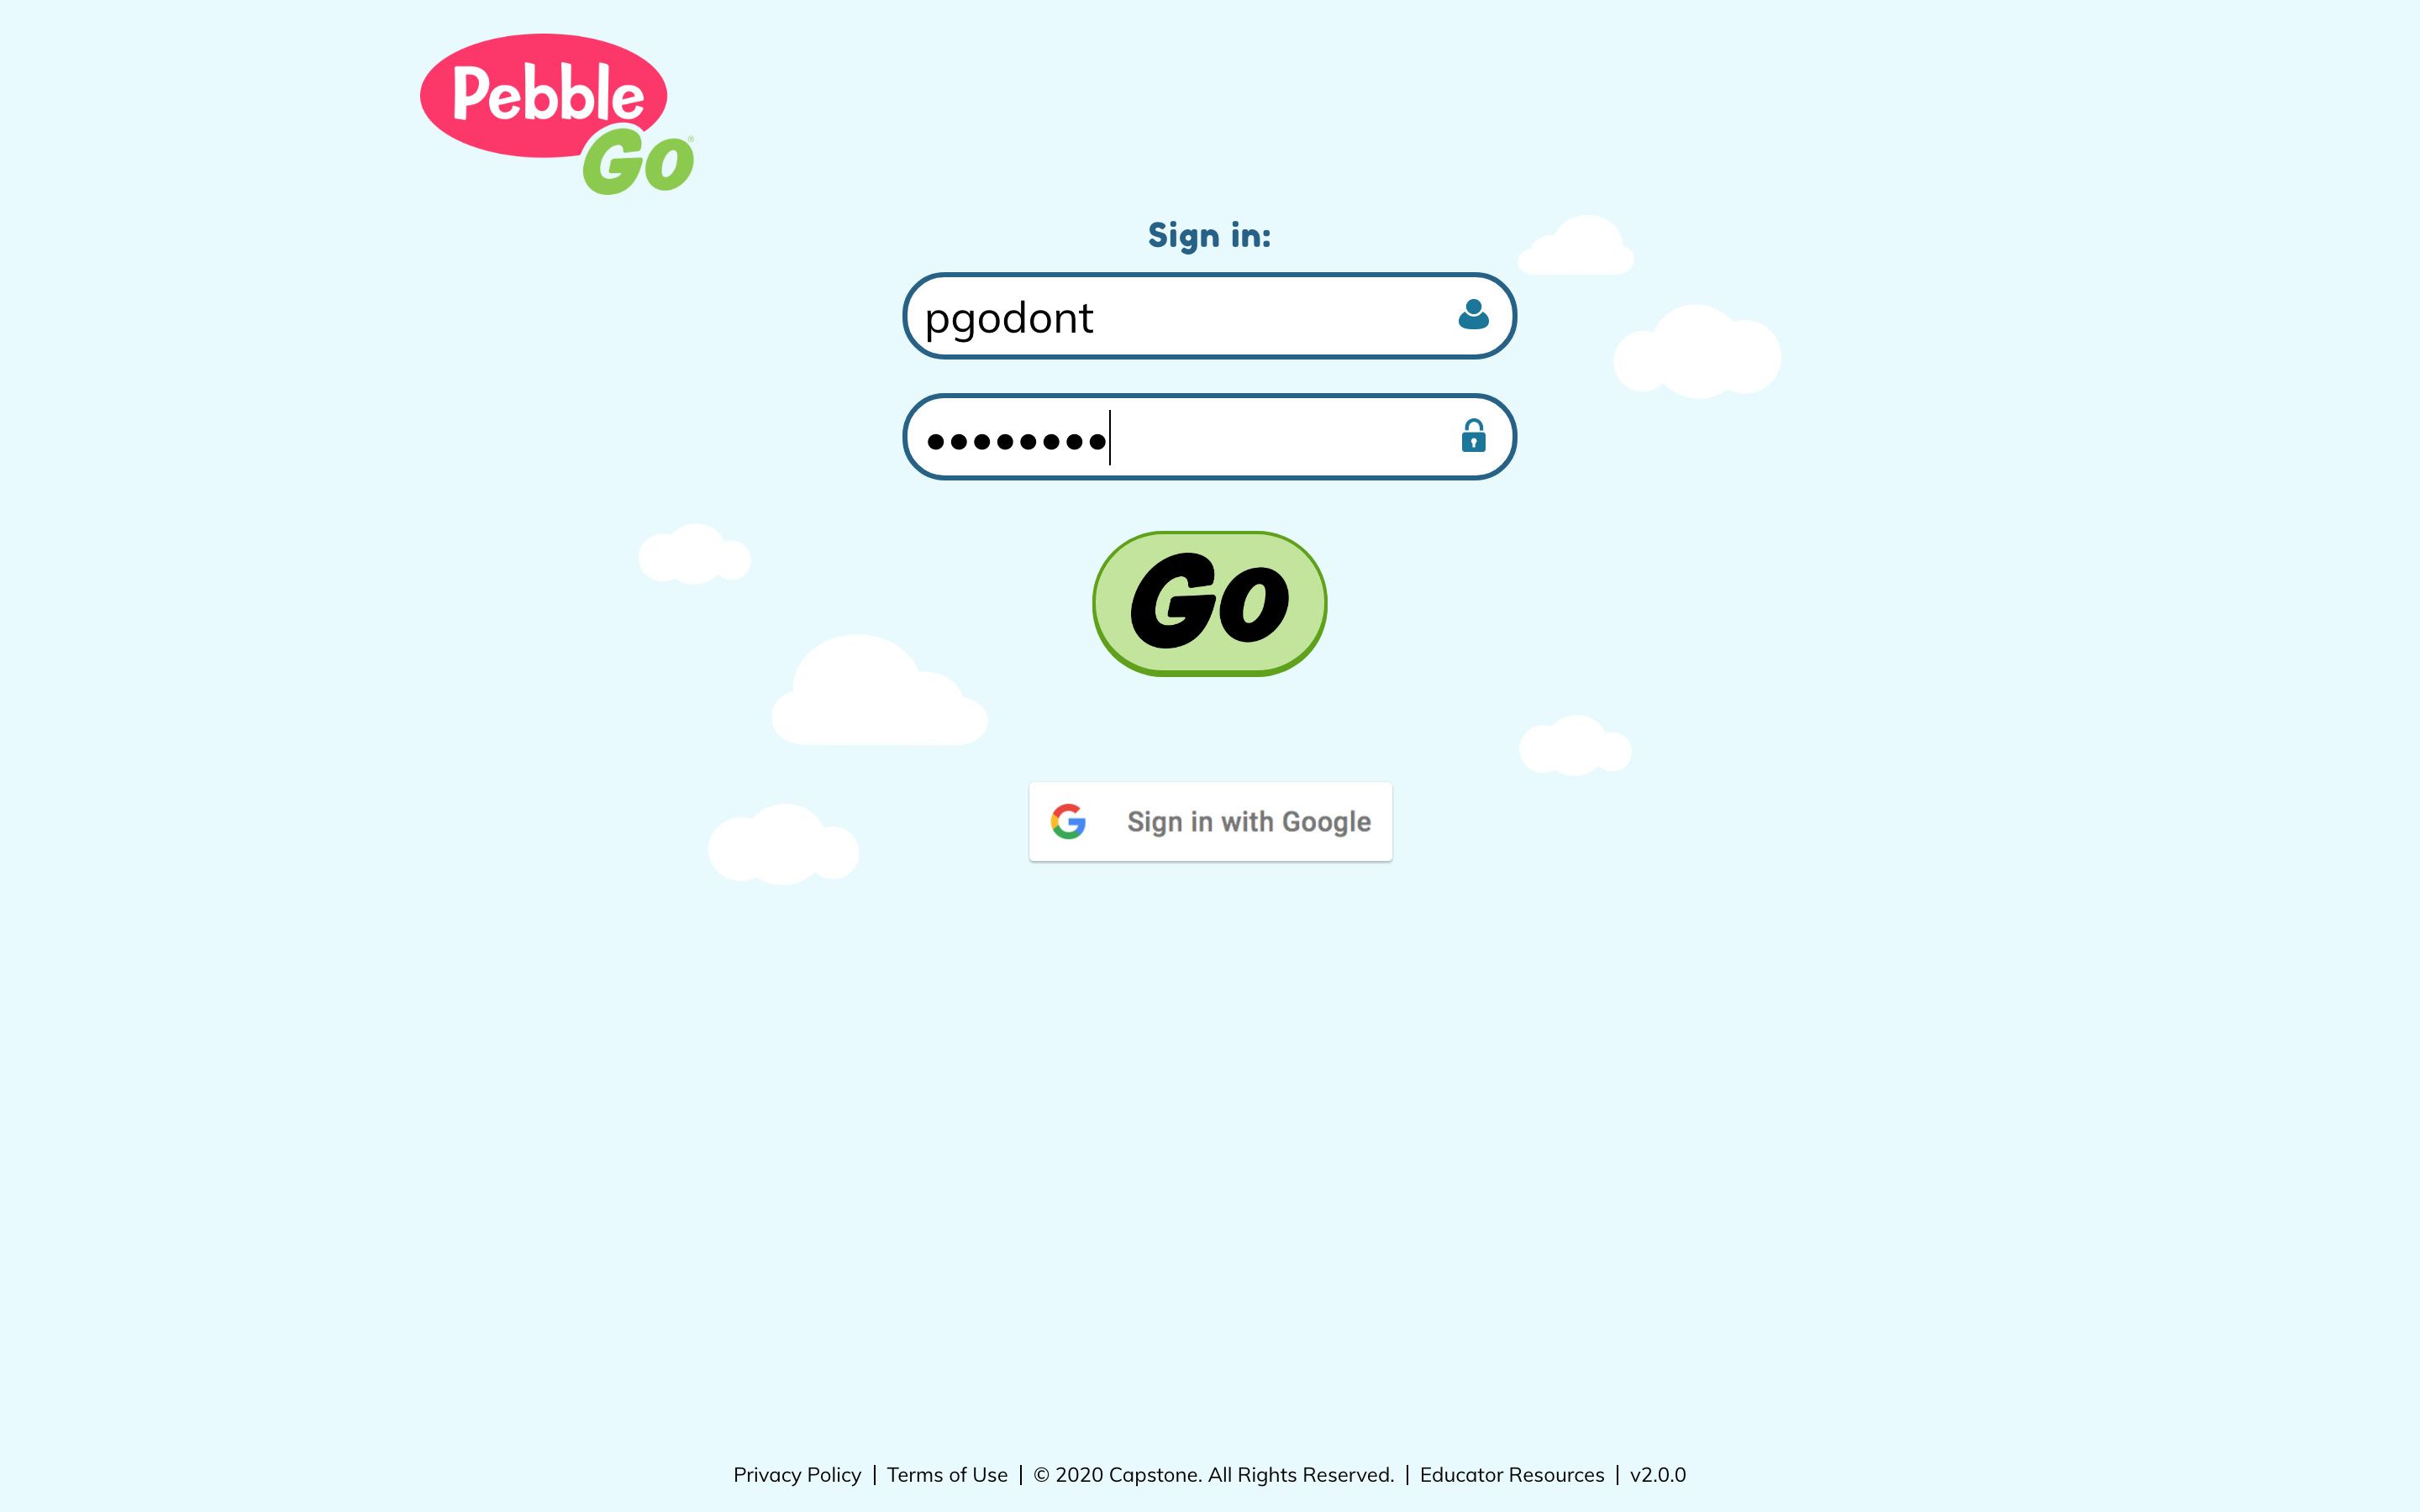 Pebble
Go®
Sign in:
pgodont
••••••••
Go
Sign in with Google
Privacy Policy | Terms of Use | © 2020 Capstone. All Rights Reserved. | Educator Resources | v2.0.0